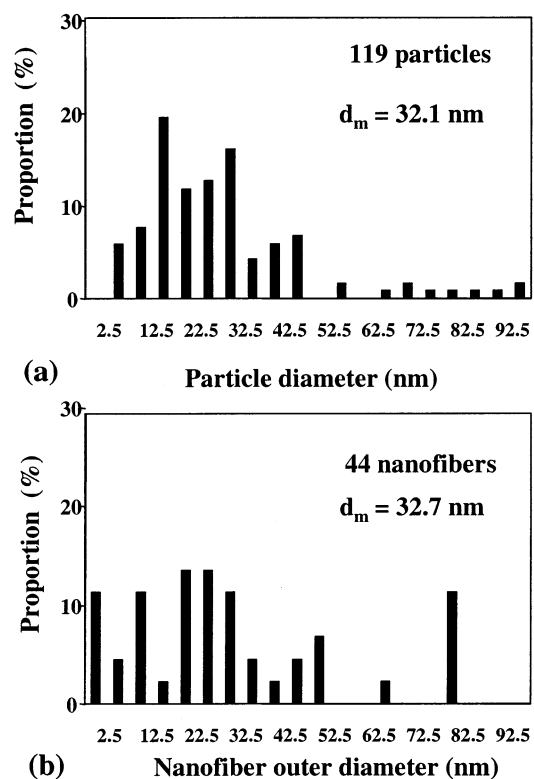 30
20
10
0
Proportion (%)
119 particles
dm = 32.1 nm
2.5 12.5 22.5 32.5 42.5 52.5 62.5 72.5 82.5 92.5
(a)
Particle diameter (nm)
30
20
10
0
Proportion (%)
44 nanofibers
dm = 32.7 nm
2.5 12.5 22.5 32.5 42.5 52.5 62.5 72.5 82.5 92.5
(b)
Nanofiber outer diameter (nm)